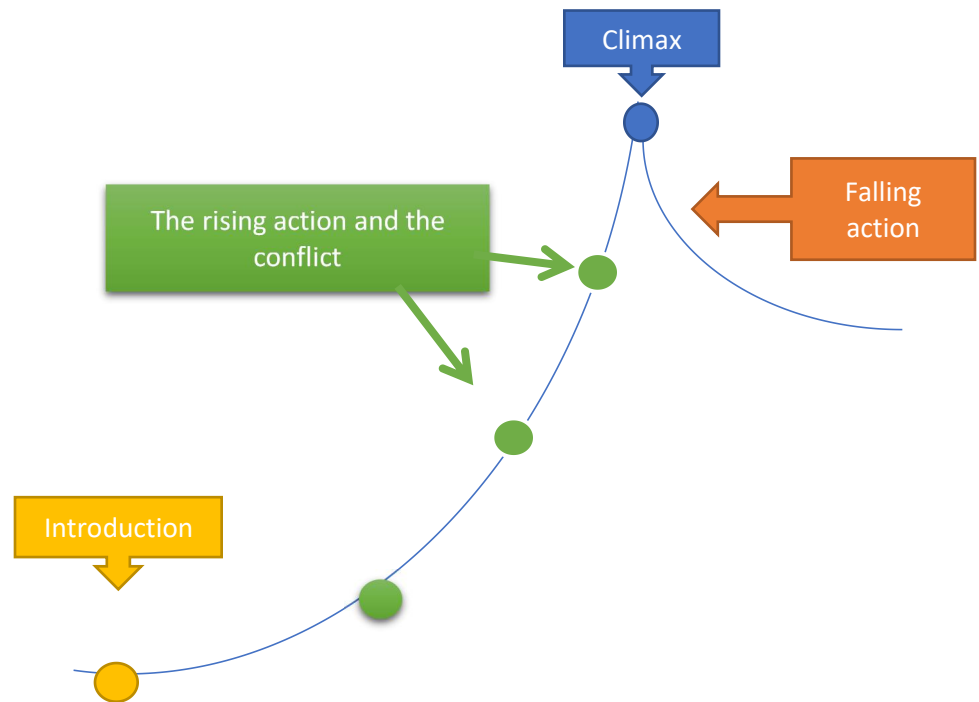 Climax
Falling
action
The rising action and the
conflict
Introduction